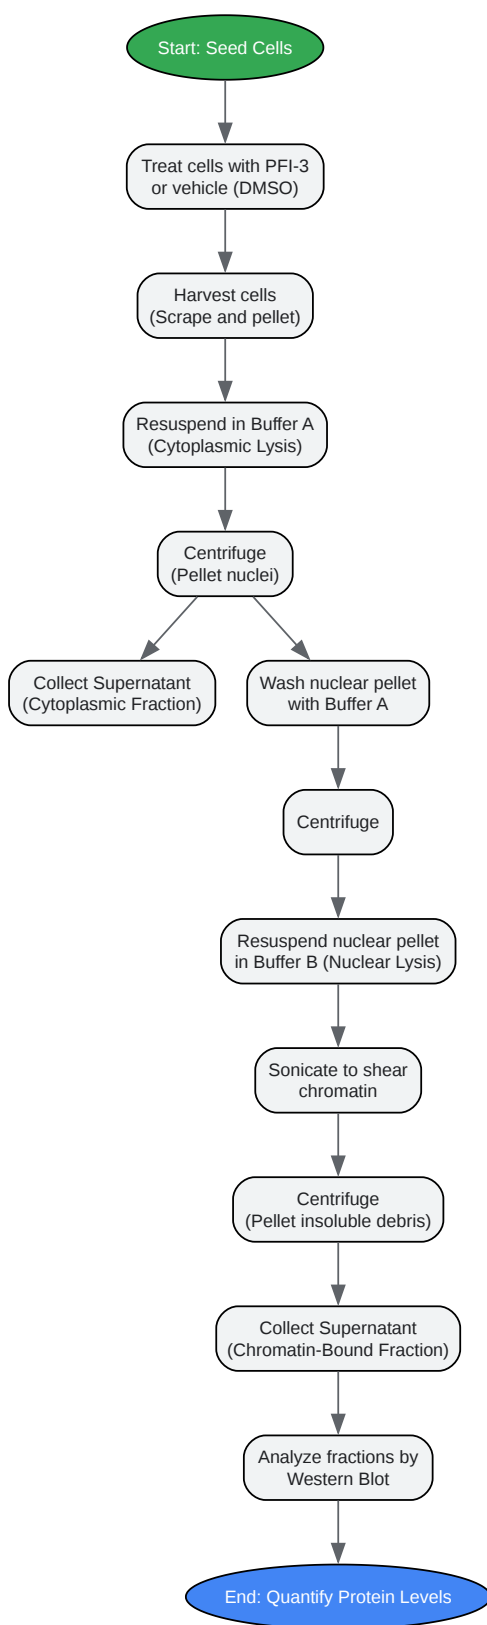 Start: Seed Cells
Treat cells with PFI-3
or vehicle (DMSO)
Harvest cells
(Scrape and pellet)
Resuspend in Buffer A
(Cytoplasmic Lysis)
Centrifuge
(Pellet nuclei)
Collect Supernatant
(Cytoplasmic Fraction)
Wash nuclear pellet
with Buffer A
Centrifuge
Resuspend nuclear pellet
in Buffer B (Nuclear Lysis)
Sonicate to shear
chromatin
Centrifuge
(Pellet insoluble debris)
Collect Supernatant
(Chromatin-Bound Fraction)
Analyze fractions by
Western Blot
End: Quantify Protein Levels